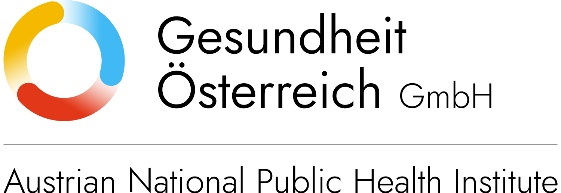 Gesundheit
Österreich GmbH
Austrian National Public Health Institute